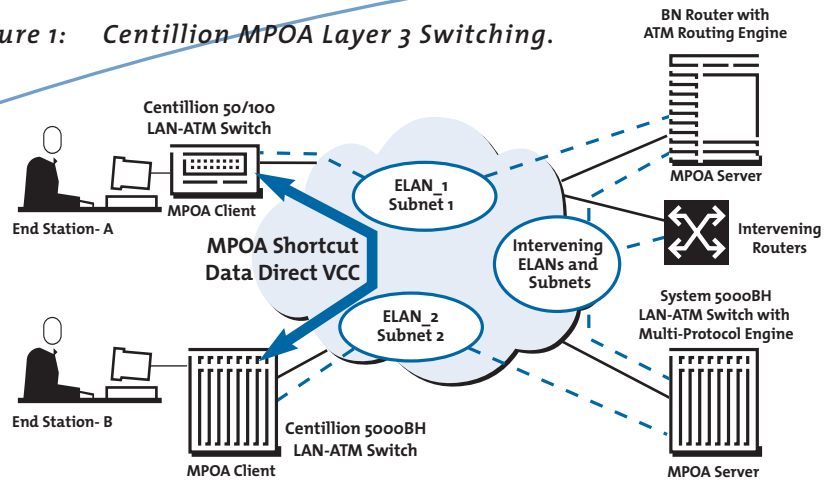 ure 1: Centillion MPOA Layer 3 Switching.
BN Router with
ATM Routing Engine
Centillion 50/100
LAN-ATM Switch
MPOA Client
End Station- A
ELAN_1
Subnet 1
MPOA Server
MPOA Shortcut
Data Direct VCC
Intervening
ELANs and
Subnets
Intervening
Routers
ELAN_2
Subnet 2
System 5000BH
LAN-ATM Switch with
Multi-Protocol Engine
End Station- B
Centillion 5000BH
LAN-ATM Switch
MPOA Client
MPOA Server